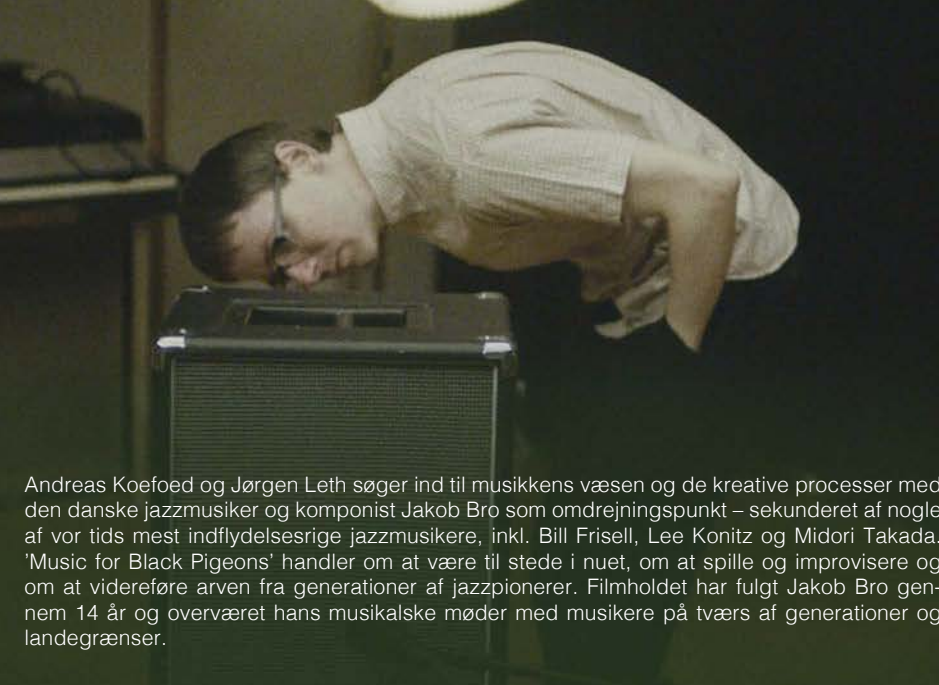 Andreas Koefoed og Jørgen Leth søger ind til musikkens væsen og de kreative processer med
den danske jazzmusiker og komponist Jakob Bro som omdrejningspunkt – sekunderet af nogle
af vor tids mest indflydelsesrige jazzmusikere, inkl. Bill Frisell, Lee Konitz og Midori Takada.
'Music for Black Pigeons' handler om at være til stede i nuet, om at spille og improvisere og
om at videreføre arven fra generationer af jazzpionerer. Filmholdet har fulgt Jakob Bro gen-
nem 14 år og overværet hans musikalske møder med musikere på tværs af generationer og
landegrænser.